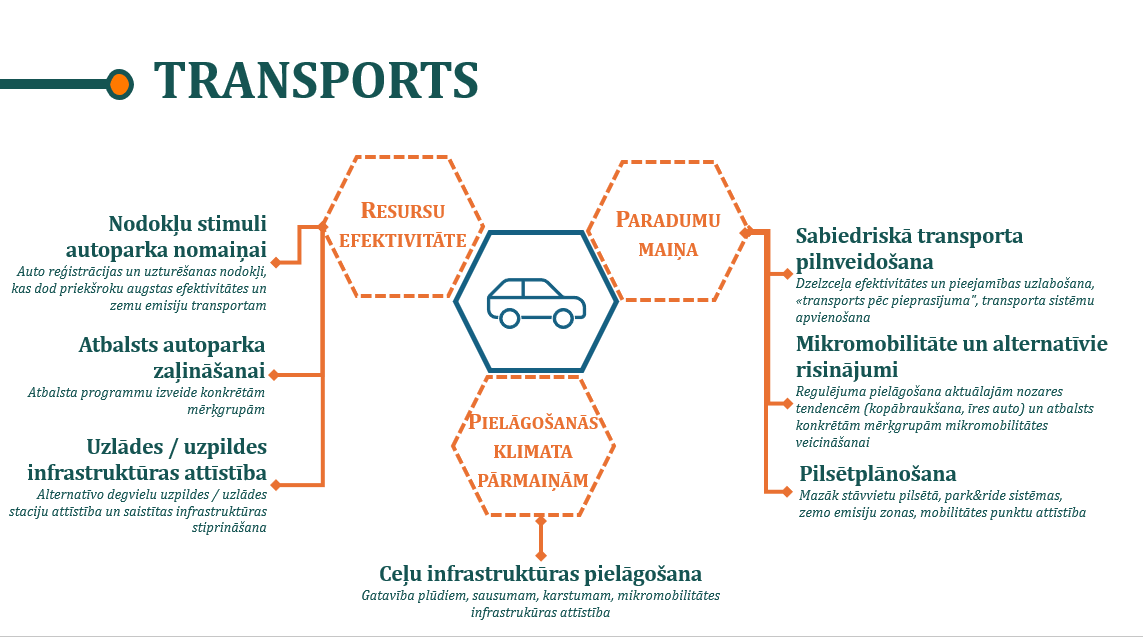 TRANSPORTS
RESURSU
EFEKTIVITĀTE
Nodokļu stimuli
autoparka nomaiņai
Auto reģistrācijas un uzturēšanas nodokļi,
kas dod priekšroku augstas efektivitātes un
zemu emisiju transportam
Atbalsts autoparka
zaļināšanai
Atbalsta programmu izveide konkrētām
mērķgrupām
Uzlādes / uzpildes
infrastruktūras attīstība
Alternatīvo degvielu uzpildes / uzlādes
staciju attīstība un saistītas infrastruktūras
stiprināšana
PARADUMU
MAIŅA
Sabiedriskā transporta
pilnveidošana
Dzelzceļa efektivitātes un pieejamības uzlabošana,
«transports pēc pieprasījuma", transporta sistēmu
apvienošana
Mikromobilitāte un alternatīvie
risinājumi
Regulējuma pielāgošana aktuālajām nozares
tendencēm (kopābraukšana, īres auto) un atbalsts
konkrētām mērķgrupām mikromobilitātes
veicināšanai
Pilsētplānošana
Mazāk stāvvietu pilsētā, park&ride sistēmas,
zemo emisiju zonas, mobilitātes punktu attīstība
PIELĀGOŠANĀS
KLIMATA
PĀRMAIŅĀM
Ceļu infrastruktūras pielāgošana
Gatavība plūdiem, sausumam, karstumam, mikromobilitātes
infrastrukūras attīstība